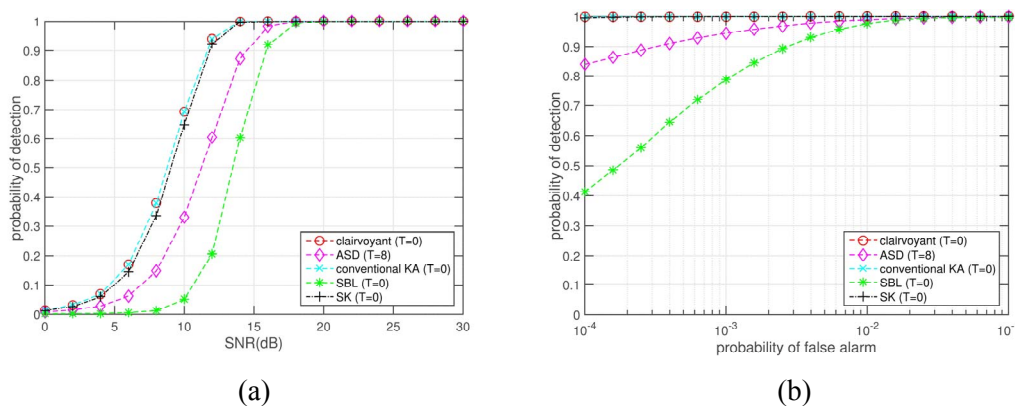 1
0.9
0.8
0.7
0.6
0.5
0.4
0.3
0.2
0.1
0
probability of detection
0 5 10 15 20 25 30
SNR(dB)
clairvoyant (T=0)
ASD (T=8)
conventional KA (T=0)
SBL (T=0)
SK (T=0)
(a)
1
0.9
0.8
0.7
0.6
0.5
0.4
0.3
0.2
0.1
0
probability of detection
10-4 10-3 10-2 10-
probability of false alarm
clairvoyant (T=0)
ASD (T=8)
conventional KA (T=0)
SBL (T=0)
SK (T=0)
(b)